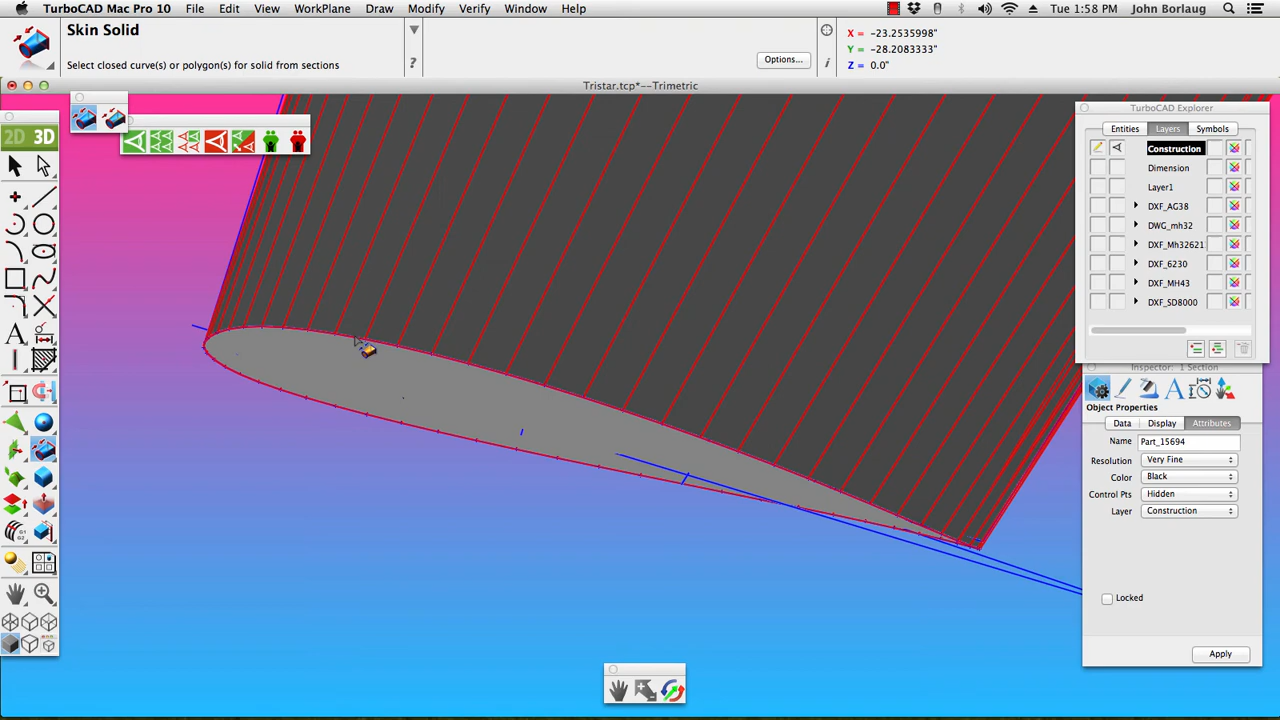 TurboCAD Mac Pro 10 File Edit View WorkPlane Draw Modify Verify Window Help Tue 1:58 PM John Borlaug
Skin Solid
Select closed curve(s) or polygon(s) for solid from sections
Options...
X = -23.2535998"
Y = -28.2083333"
Z = 0.0"
Tristar.tcp*--Trimetric
2D 3D
TurboCAD Explorer
Entities Layers Symbols
Construction
Dimension
Layer1
DXF_AG38
DWG_mh32
DXF_Mh32621
DXF_6230
DXF_MH43
DXF_SD8000
Inspector: 1 Section
Object Properties
Data Display Attributes
Name Part_15694
Resolution Very Fine
Color Black
Control Pts Hidden
Layer Construction
Locked
Apply